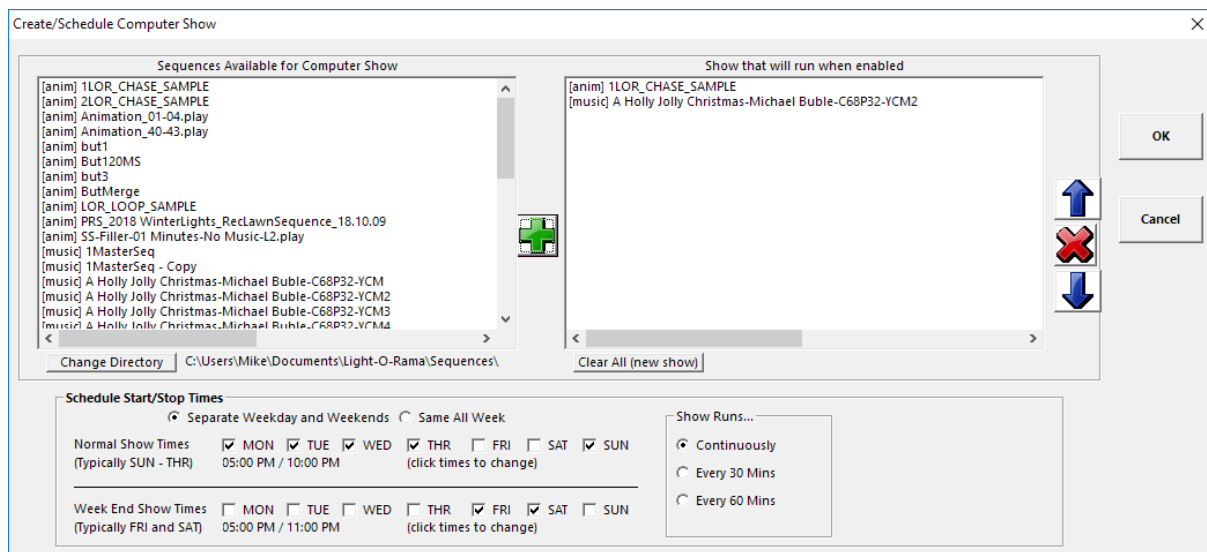 Create/Schedule Computer Show
Sequences Available for Computer Show
[anim] 1LOR_CHASE_SAMPLE
[anim] 2LOR_CHASE_SAMPLE
[anim] Animation_01-04.play
[anim] Animation_40-43.play
[anim] but1
[anim] But120MS
[anim] but3
[anim] ButMerge
[anim] LOR_LOOP_SAMPLE
[anim] PRS_2018 WinterLights_RecLawnSequence_18.10.09
[anim] SS-Filler-01 Minutes-No Music-L2.play
[music] 1MasterSeq
[music] 1MasterSeq - Copy
[music] A Holly Jolly Christmas-Michael Buble-C68P32-YCM
[music] A Holly Jolly Christmas-Michael Buble-C68P32-YCM2
[music] A Holly Jolly Christmas-Michael Buble-C68P32-YCM3
[music] A Holly Jolly Christmas-Michael Buble-C68P32-YCM4
Change Directory C:\Users\Mike\Documents\Light-O-Rama\Sequences\
Show that will run when enabled
[anim] 1LOR_CHASE_SAMPLE
[music] A Holly Jolly Christmas-Michael Buble-C68P32-YCM2
Clear All (new show)
OK
Cancel
Schedule Start/Stop Times
Separate Weekday and Weekends Same All Week
Normal Show Times MON TUE WED THR FRI SAT SUN
(Typically SUN - THR) 05:00 PM / 10:00 PM (click times to change)
Week End Show Times MON TUE WED THR FRI SAT SUN
(Typically FRI and SAT) 05:00 PM / 11:00 PM (click times to change)
Show Runs...
Continuously
Every 30 Mins
Every 60 Mins